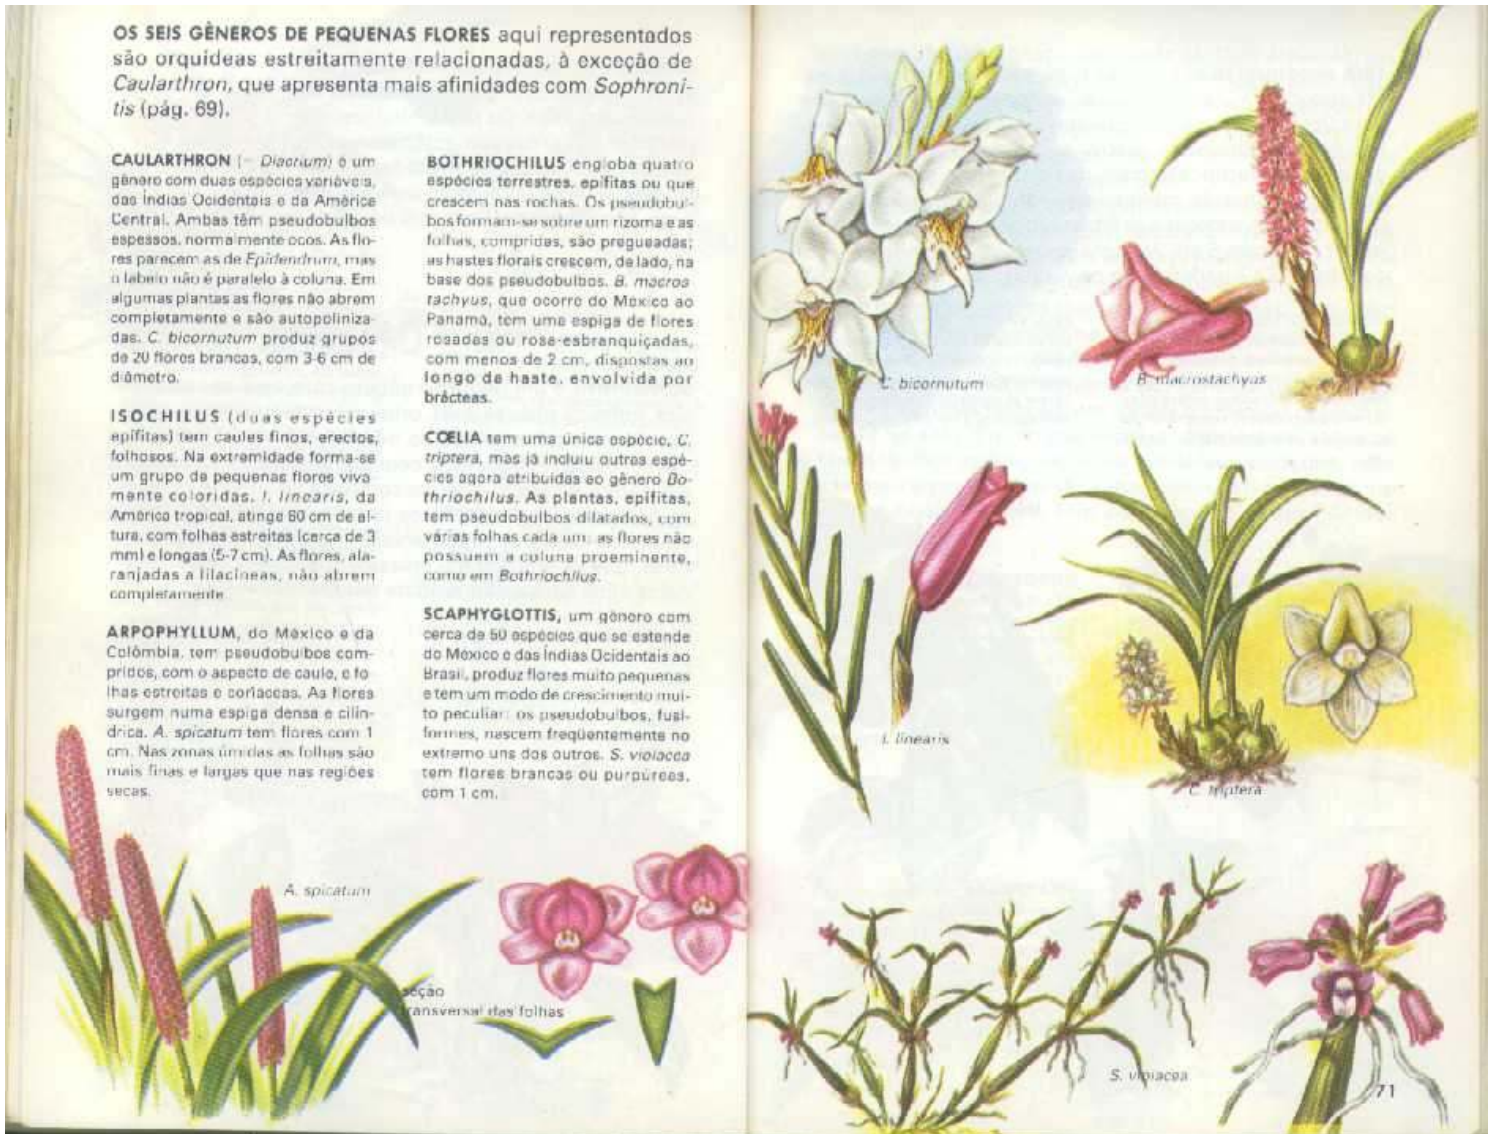 OS SEIS GÊNEROS DE PEQUENAS FLORES aqui representados
são orquídeas estreitamente relacionadas, à exceção de
Caularthron, que apresenta mais afinidades com Sophroni-
tis (pág. 69).
CAULARTHRON (= Diacrium) é um
gênero com duas espécies variáveis,
das Índias Ocidentais e da América
Central. Ambas têm pseudobulbos
espessos, normalmente ocos. As flo-
res parecem as de Epidendrum, mas
o labelo não é paralelo à coluna. Em
algumas plantas as flores não abrem
completamente e são autopoliniza-
das. C. bicornutum produz grupos
de 20 flores brancas, com 3-6 cm de
diâmetro.
ISOCHILUS (duas espécies
epífitas) tem caules finos, erectos,
folhosos. Na extremidade forma-se
um grupo de pequenas flores viva-
mente coloridas. I. linearis, da
América tropical, atinge 60 cm de al-
tura, com folhas estreitas (cerca de 3
mm) e longas (5-7 cm). As flores, ala-
ranjadas a lilacíneas, não abrem
completamente.
ARPOPHYLLUM, do México e da
Colômbia, tem pseudobulbos com-
pridos, com o aspecto de caule, e fo-
lhas estreitas e coriáceas. As flores
surgem numa espiga densa e cilín-
drica. A. spicatum tem flores com 1
cm. Nas zonas úmidas as folhas são
mais finas e largas que nas regiões
secas.
BOTHRIOCHILUS engloba quatro
espécies terrestres, epífitas ou que
crescem nas rochas. Os pseudobul-
bos formam-se sobre um rizoma e as
folhas, compridas, são pregueadas;
as hastes florais crescem, de lado, na
base dos pseudobulbos. B. macros
tachyus, que ocorre do México ao
Panamá, tem uma espiga de flores
rosadas ou rosa-esbranquiçadas,
com menos de 2 cm, dispostas ao
longo da haste, envolvida por
brácteas.
CŒLIA tem uma única espécie, C.
triptera, mas já incluiu outras espé-
cies agora atribuídas ao gênero Bo-
thriochilus. As plantas, epífitas,
tem pseudobulbos dilatados, com
várias folhas cada um; as flores não
possuem a coluna proeminente,
como em Bothriochilus.
SCAPHYGLOTTIS, um gênero com
cerca de 50 espécies que se estende
do México e das Índias Ocidentais ao
Brasil, produz flores muito pequenas
e tem um modo de crescimento mui-
to peculiar: os pseudobulbos, fusi-
formes, nascem freqüentemente no
extremo uns dos outros. S. violacea
tem flores brancas ou purpúreas,
com 1 cm.
A. spicatum
seção
transversal das folhas
C. bicornutum
B. macrostachyus
I. linearis
C. triptera
S. violacea
71